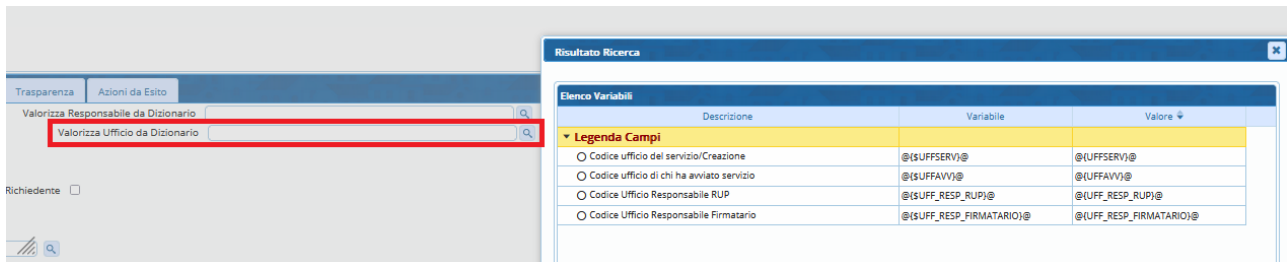 Risultato Ricerca
Trasparenza Azioni da Esito
Valorizza Responsabile da Dizionario
Valorizza Ufficio da Dizionario
Richiedente
Elenco Variabili
Descrizione Variabile Valore
Legenda Campi
Codice ufficio del servizio/Creazione @{$UFFSERV}@ @{UFFSERV}@
Codice ufficio di chi ha avviato servizio @{$UFFAVV}@ @{UFFAVV}@
Codice Ufficio Responsabile RUP @{$UFF_RESP_RUP}@ @{UFF_RESP_RUP}@
Codice Ufficio Responsabile Firmatario @{$UFF_RESP_FIRMATARIO}@ @{UFF_RESP_FIRMATARIO}@